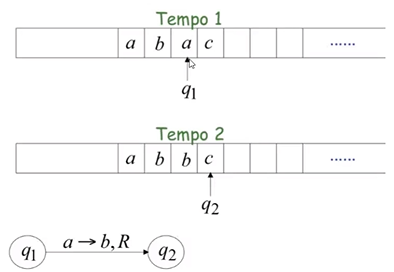 Tempo 1
a b a c ......
q₁
Tempo 2
a b b c ......
q₂
q₁ a → b, R q₂